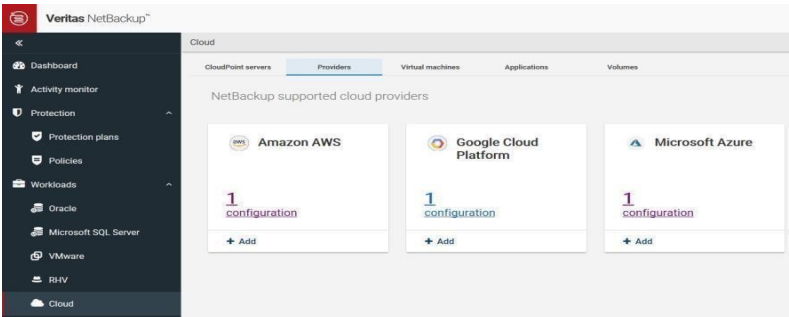 Veritas NetBackup™
«
Cloud
Dashboard
Activity monitor
Protection
Protection plans
Policies
Workloads
Oracle
Microsoft SQL Server
VMware
RHV
Cloud
CloudPoint servers Providers Virtual machines Applications Volumes
NetBackup supported cloud providers
aws Amazon AWS
1
configuration
+ Add
Google Cloud
Platform
1
configuration
+ Add
Microsoft Azure
1
configuration
+ Add